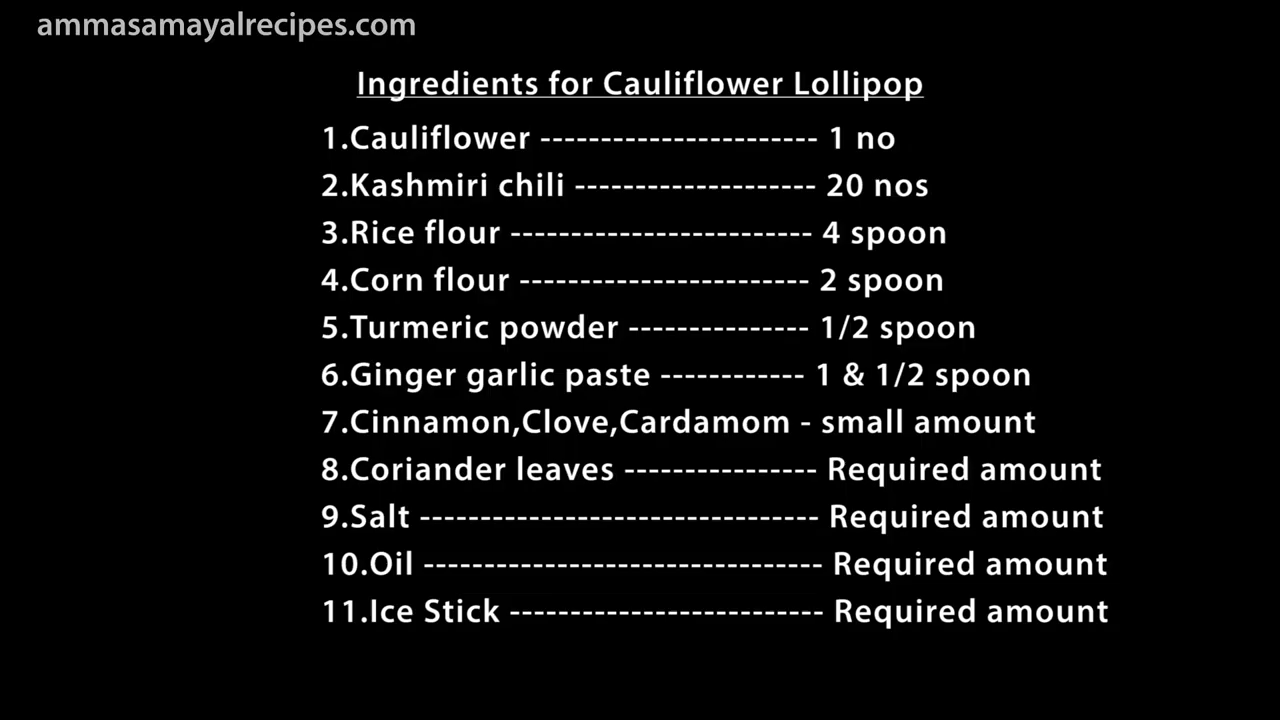 ammasamayalrecipes.com
Ingredients for Cauliflower Lollipop
1.Cauliflower ----------------------- 1 no
2.Kashmiri chili -------------------- 20 nos
3.Rice flour ------------------------- 4 spoon
4.Corn flour ------------------------ 2 spoon
5.Turmeric powder --------------- 1/2 spoon
6.Ginger garlic paste ------------ 1 & 1/2 spoon
7.Cinnamon,Clove,Cardamom - small amount
8.Coriander leaves ---------------- Required amount
9.Salt --------------------------------- Required amount
10.Oil --------------------------------- Required amount
11.Ice Stick -------------------------- Required amount